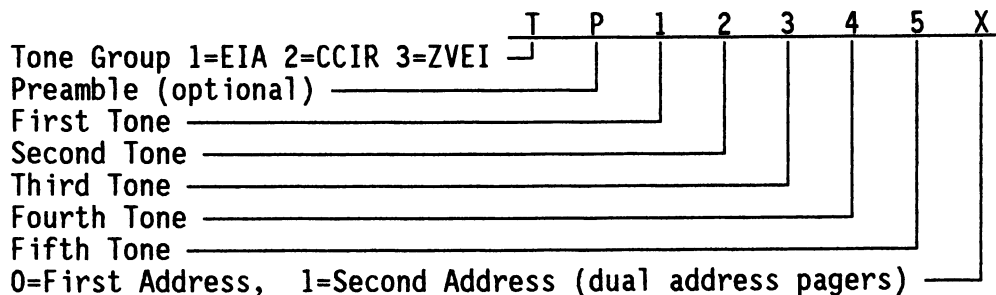 T P 1 2 3 4 5 X
Tone Group 1=EIA 2=CCIR 3=ZVEI
Preamble (optional)
First Tone
Second Tone
Third Tone
Fourth Tone
Fifth Tone
0=First Address, 1=Second Address (dual address pagers)